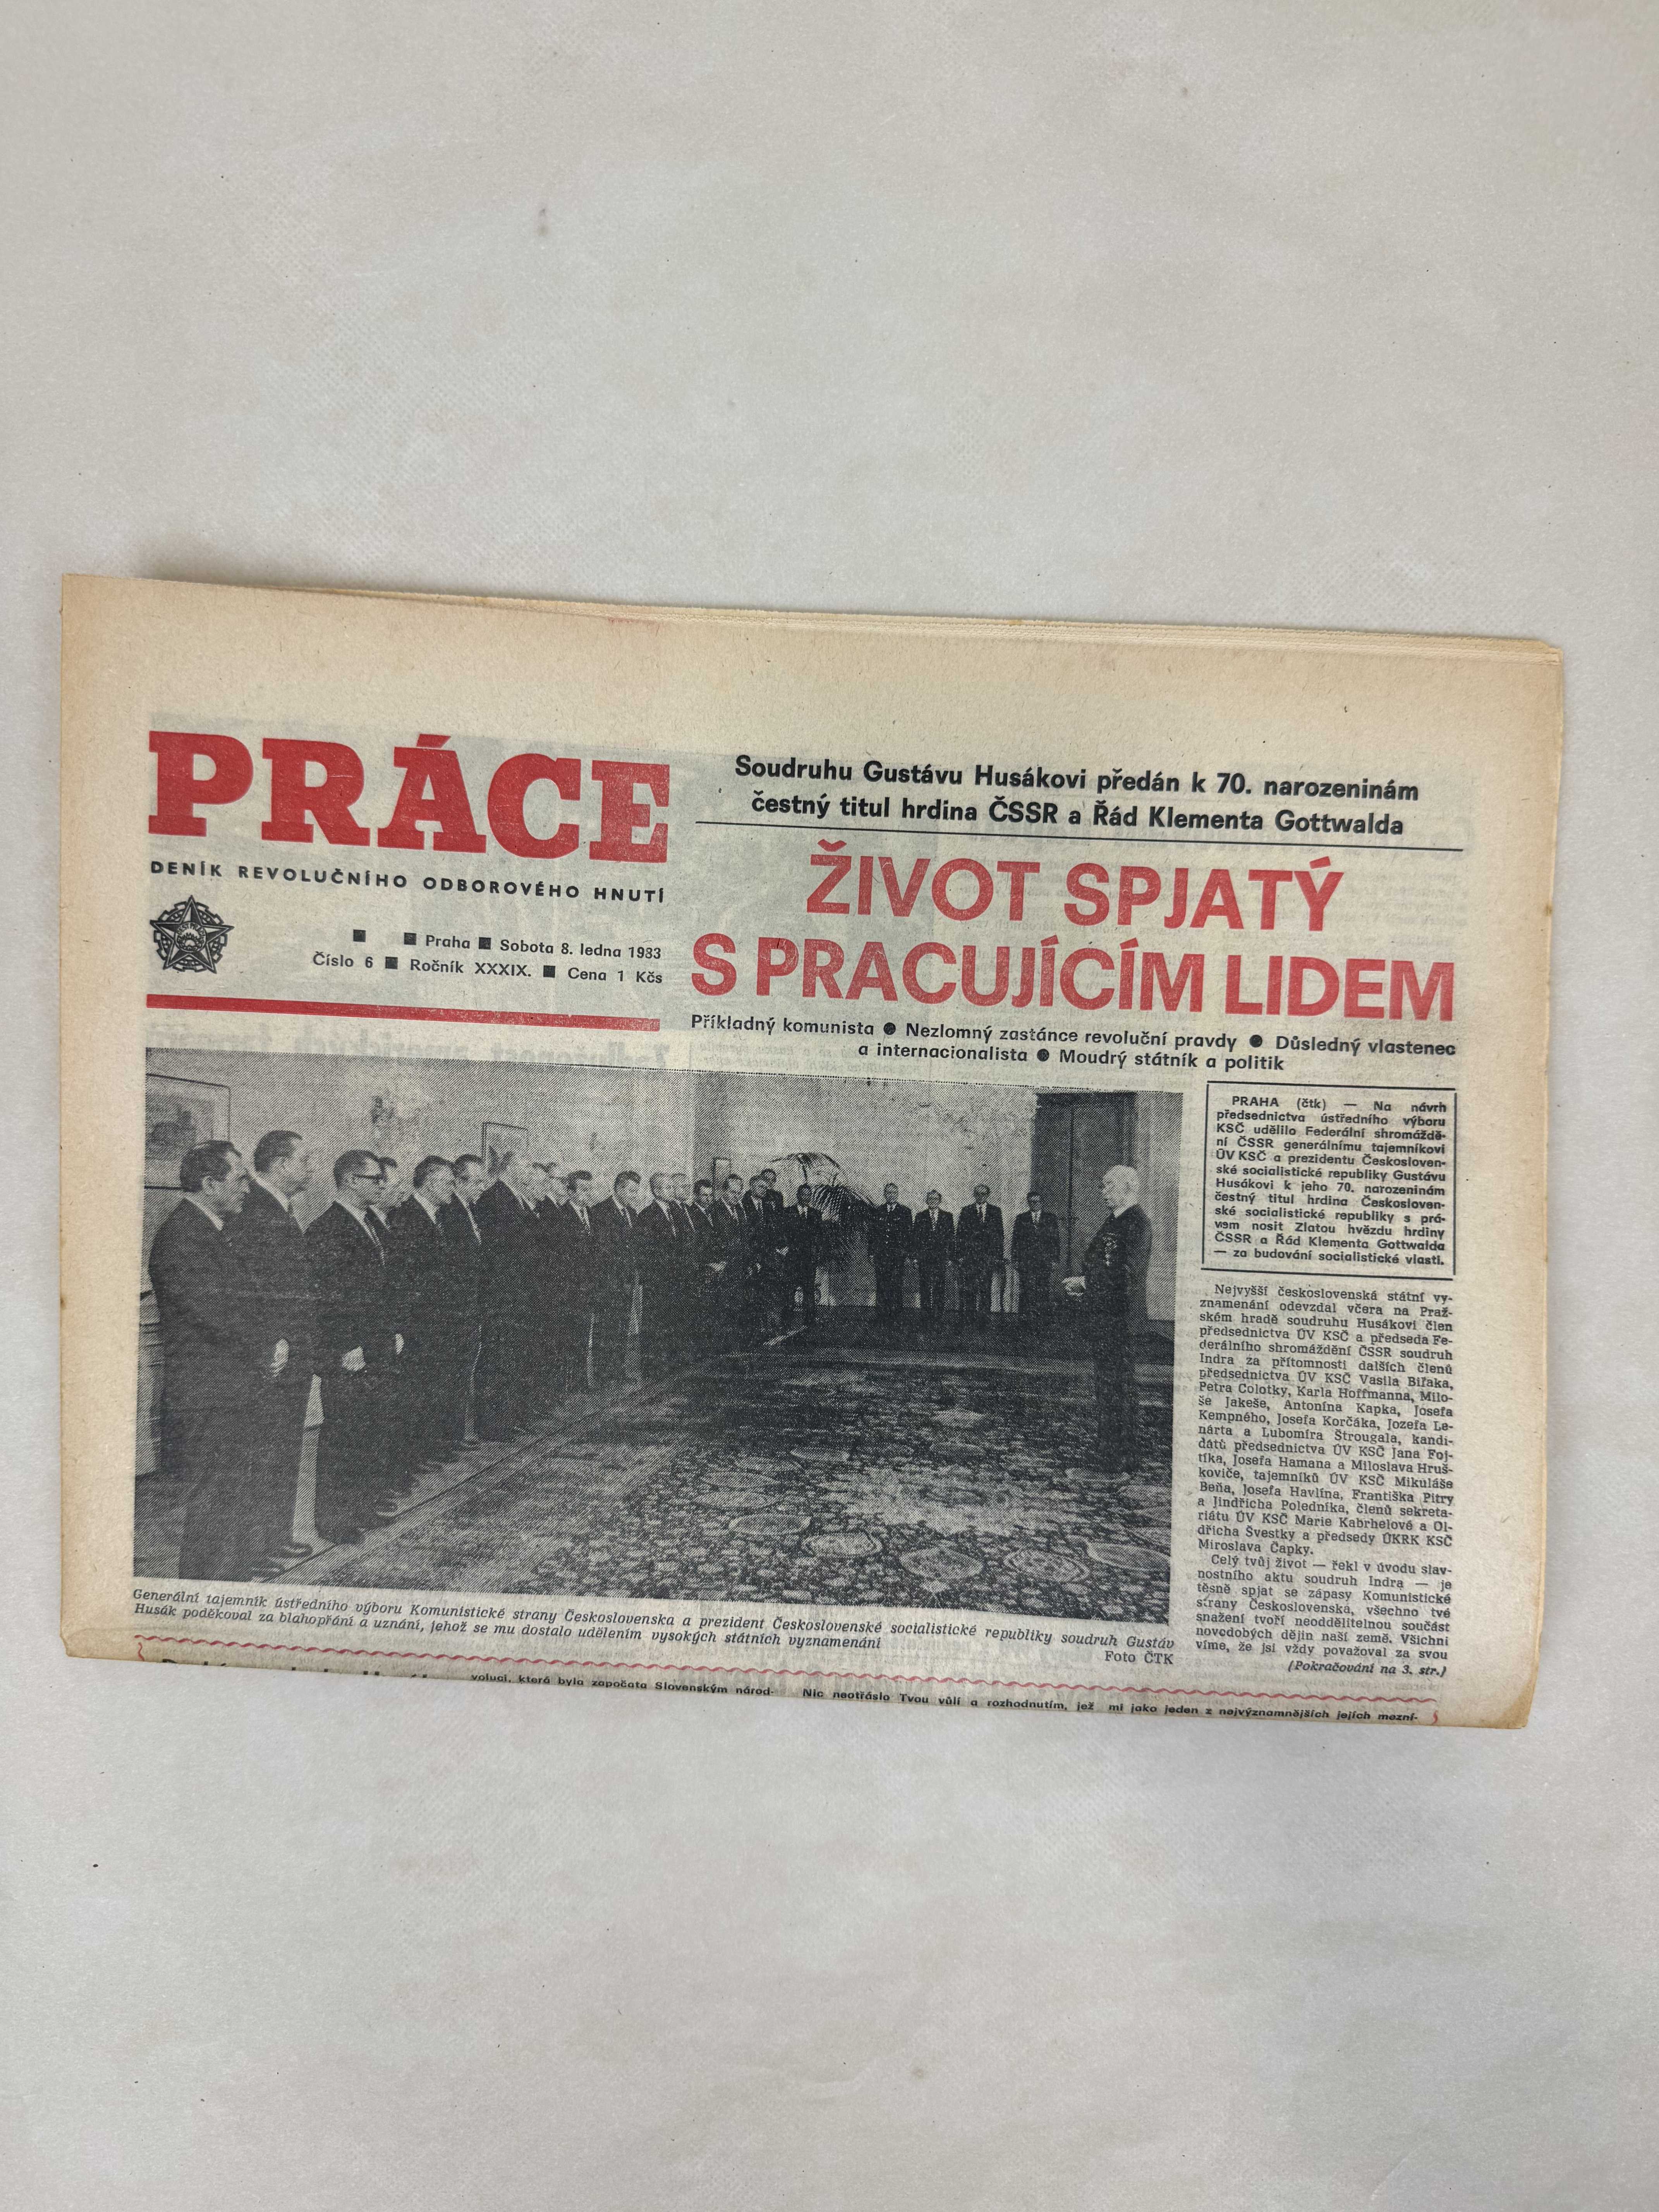 PRÁCE
DENÍK REVOLUČNÍHO ODBOROVÉHO HNUTÍ
■ ■ Praha ■ Sobota 8. ledna 1983
Číslo 6 ■ Ročník XXXIX. ■ Cena 1 Kčs
Soudruhu Gustávu Husákovi předán k 70. narozeninám
čestný titul hrdina ČSSR a Řád Klementa Gottwalda
ŽIVOT SPJATÝ
S PRACUJÍCÍM LIDEM
Příkladný komunista ● Nezlomný zastánce revoluční pravdy ● Důsledný vlastenec
a internacionalista ● Moudrý státník a politik
PRAHA (čtk) — Na návrh
předsednictva ústředního výboru
KSČ udělilo Federální shromáždě-
ní ČSSR generálnímu tajemníkovi
ÚV KSČ a prezidentu Českosloven-
ské socialistické republiky Gustávu
Husákovi k jeho 70. narozeninám
čestný titul hrdina Českosloven-
ské socialistické republiky s prá-
vem nosit Zlatou hvězdu hrdiny
ČSSR a Řád Klementa Gottwalda
— za budování socialistické vlasti.
Nejvyšší československá státní vy-
znamenání odevzdal včera na Praž-
ském hradě soudruhu Husákovi člen
předsednictva ÚV KSČ a předseda Fe-
derálního shromáždění ČSSR soudruh
Indra za přítomnosti dalších členů
předsednictva ÚV KSČ Vasila Biľaka,
Petra Colotky, Karla Hoffmanna, Milo-
še Jakeše, Antonína Kapka, Josefa
Kempného, Josefa Korčáka, Jozefa Le-
nárta a Lubomíra Štrougala, kandi-
dátů předsednictva ÚV KSČ Jana Foj-
tíka, Josefa Hamana a Miloslava Hruš-
koviče, tajemníků ÚV KSČ Mikuláše
Beňa, Josefa Havlína, Františka Pitry
a Jindřicha Poledníka, členů sekreta-
riátu ÚV KSČ Marie Kabrhelové a Ol-
dřicha Švestky a předsedy ÚKRK KSČ
Miroslava Čapky.
Celý tvůj život — řekl v úvodu slav-
nostního aktu soudruh Indra — je
těsně spjat se zápasy Komunistické
strany Československa, všechno tvé
snažení tvoří neoddělitelnou součást
novodobých dějin naší země. Všichni
víme, že jsi vždy považoval za svou
(Pokračování na 3. str.)
Generální tajemník ústředního výboru Komunistické strany Československa a prezident Československé socialistické republiky soudruh Gustáv
Husák poděkoval za blahopřání a uznání, jehož se mu dostalo udělením vysokých státních vyznamenání
Foto ČTK
voluci, která byla započata Slovenským národ-
Nic neotřáslo Tvou vůlí a rozhodnutím, jež
mi jako jeden z nejvýznamnějších jejích mezní-